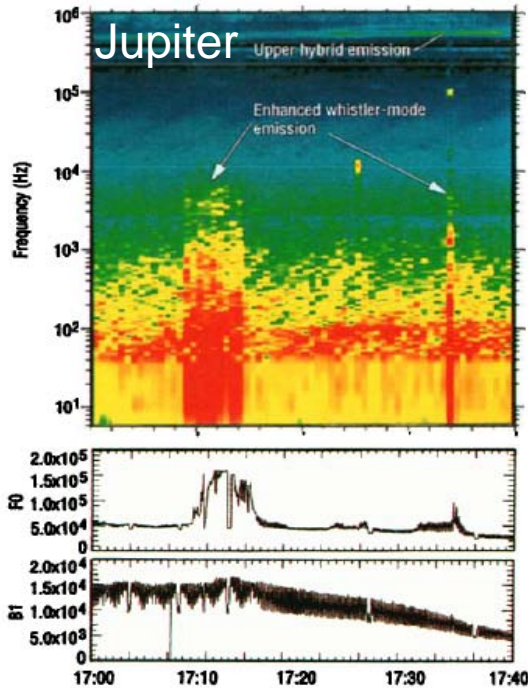 Jupiter
Upper hybrid emission
Enhanced whistler-mode
emission
Frequency (Hz)
10⁶
10⁵
10⁴
10³
10²
10¹
F0
2.0x10⁵
1.5x10⁵
1.0x10⁵
5.0x10⁴
0
B1
2.0x10⁴
1.5x10⁴
1.0x10⁴
5.0x10³
0
17:00 17:10 17:20 17:30 17:40